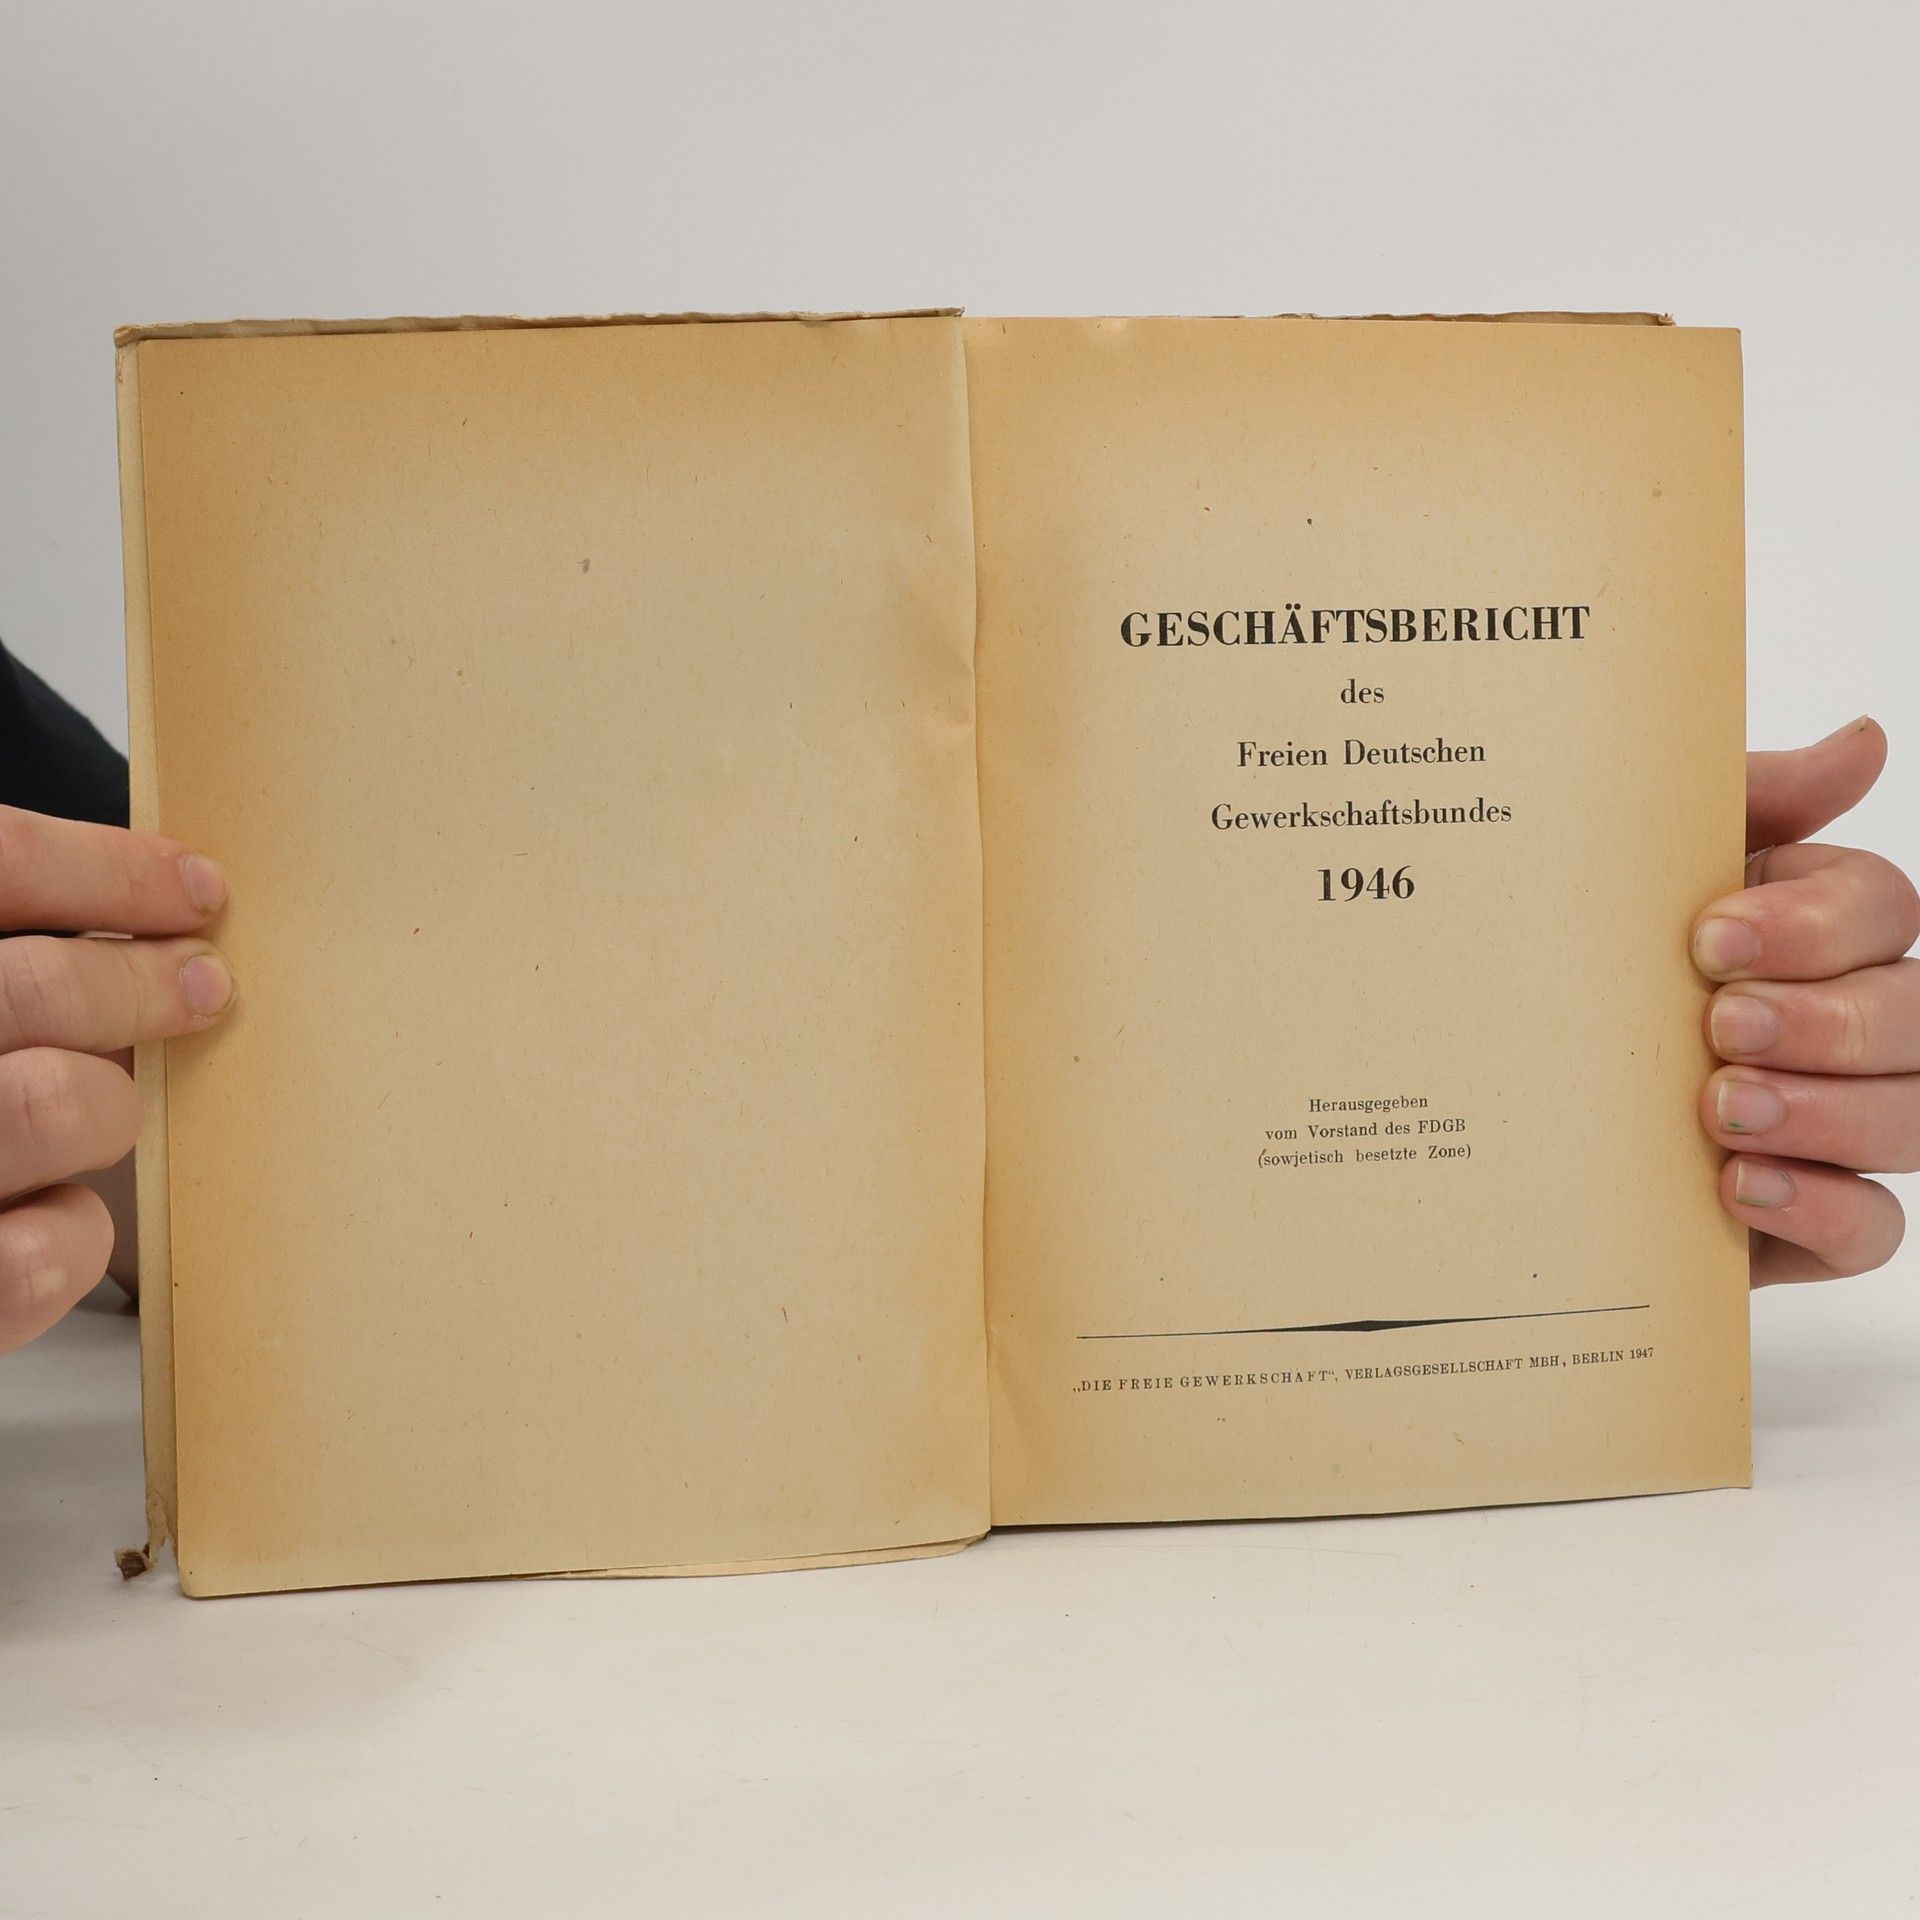 GESCHÄFTSBERICHT
des
Freien Deutschen
Gewerkschaftsbundes
1946
Herausgegeben
vom Vorstand des FDGB
(sowjetisch besetzte Zone)
„DIE FREIE GEWERKSCHAFT“, VERLAGSGESELLSCHAFT MBH, BERLIN 1947